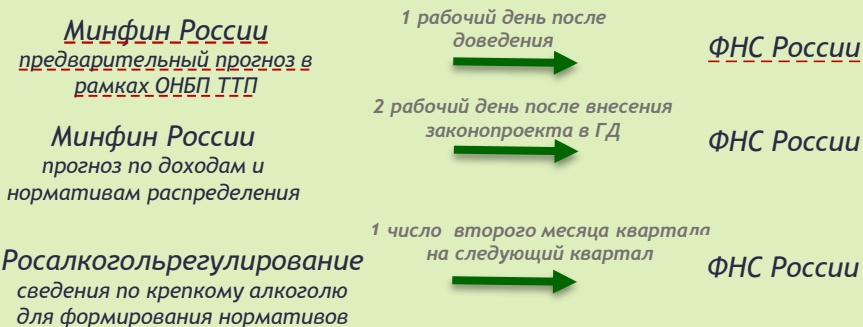 Минфин России
предварительный прогноз в
рамках ОНБП ТТП
1 рабочий день после
доведения
ФНС России
Минфин России
прогноз по доходам и
нормативам распределения
2 рабочий день после внесения
законопроекта в ГД
ФНС России
Росалкогольрегулирование
сведения по крепкому алкоголю
для формирования нормативов
1 число второго месяца квартала
на следующий квартал
ФНС России